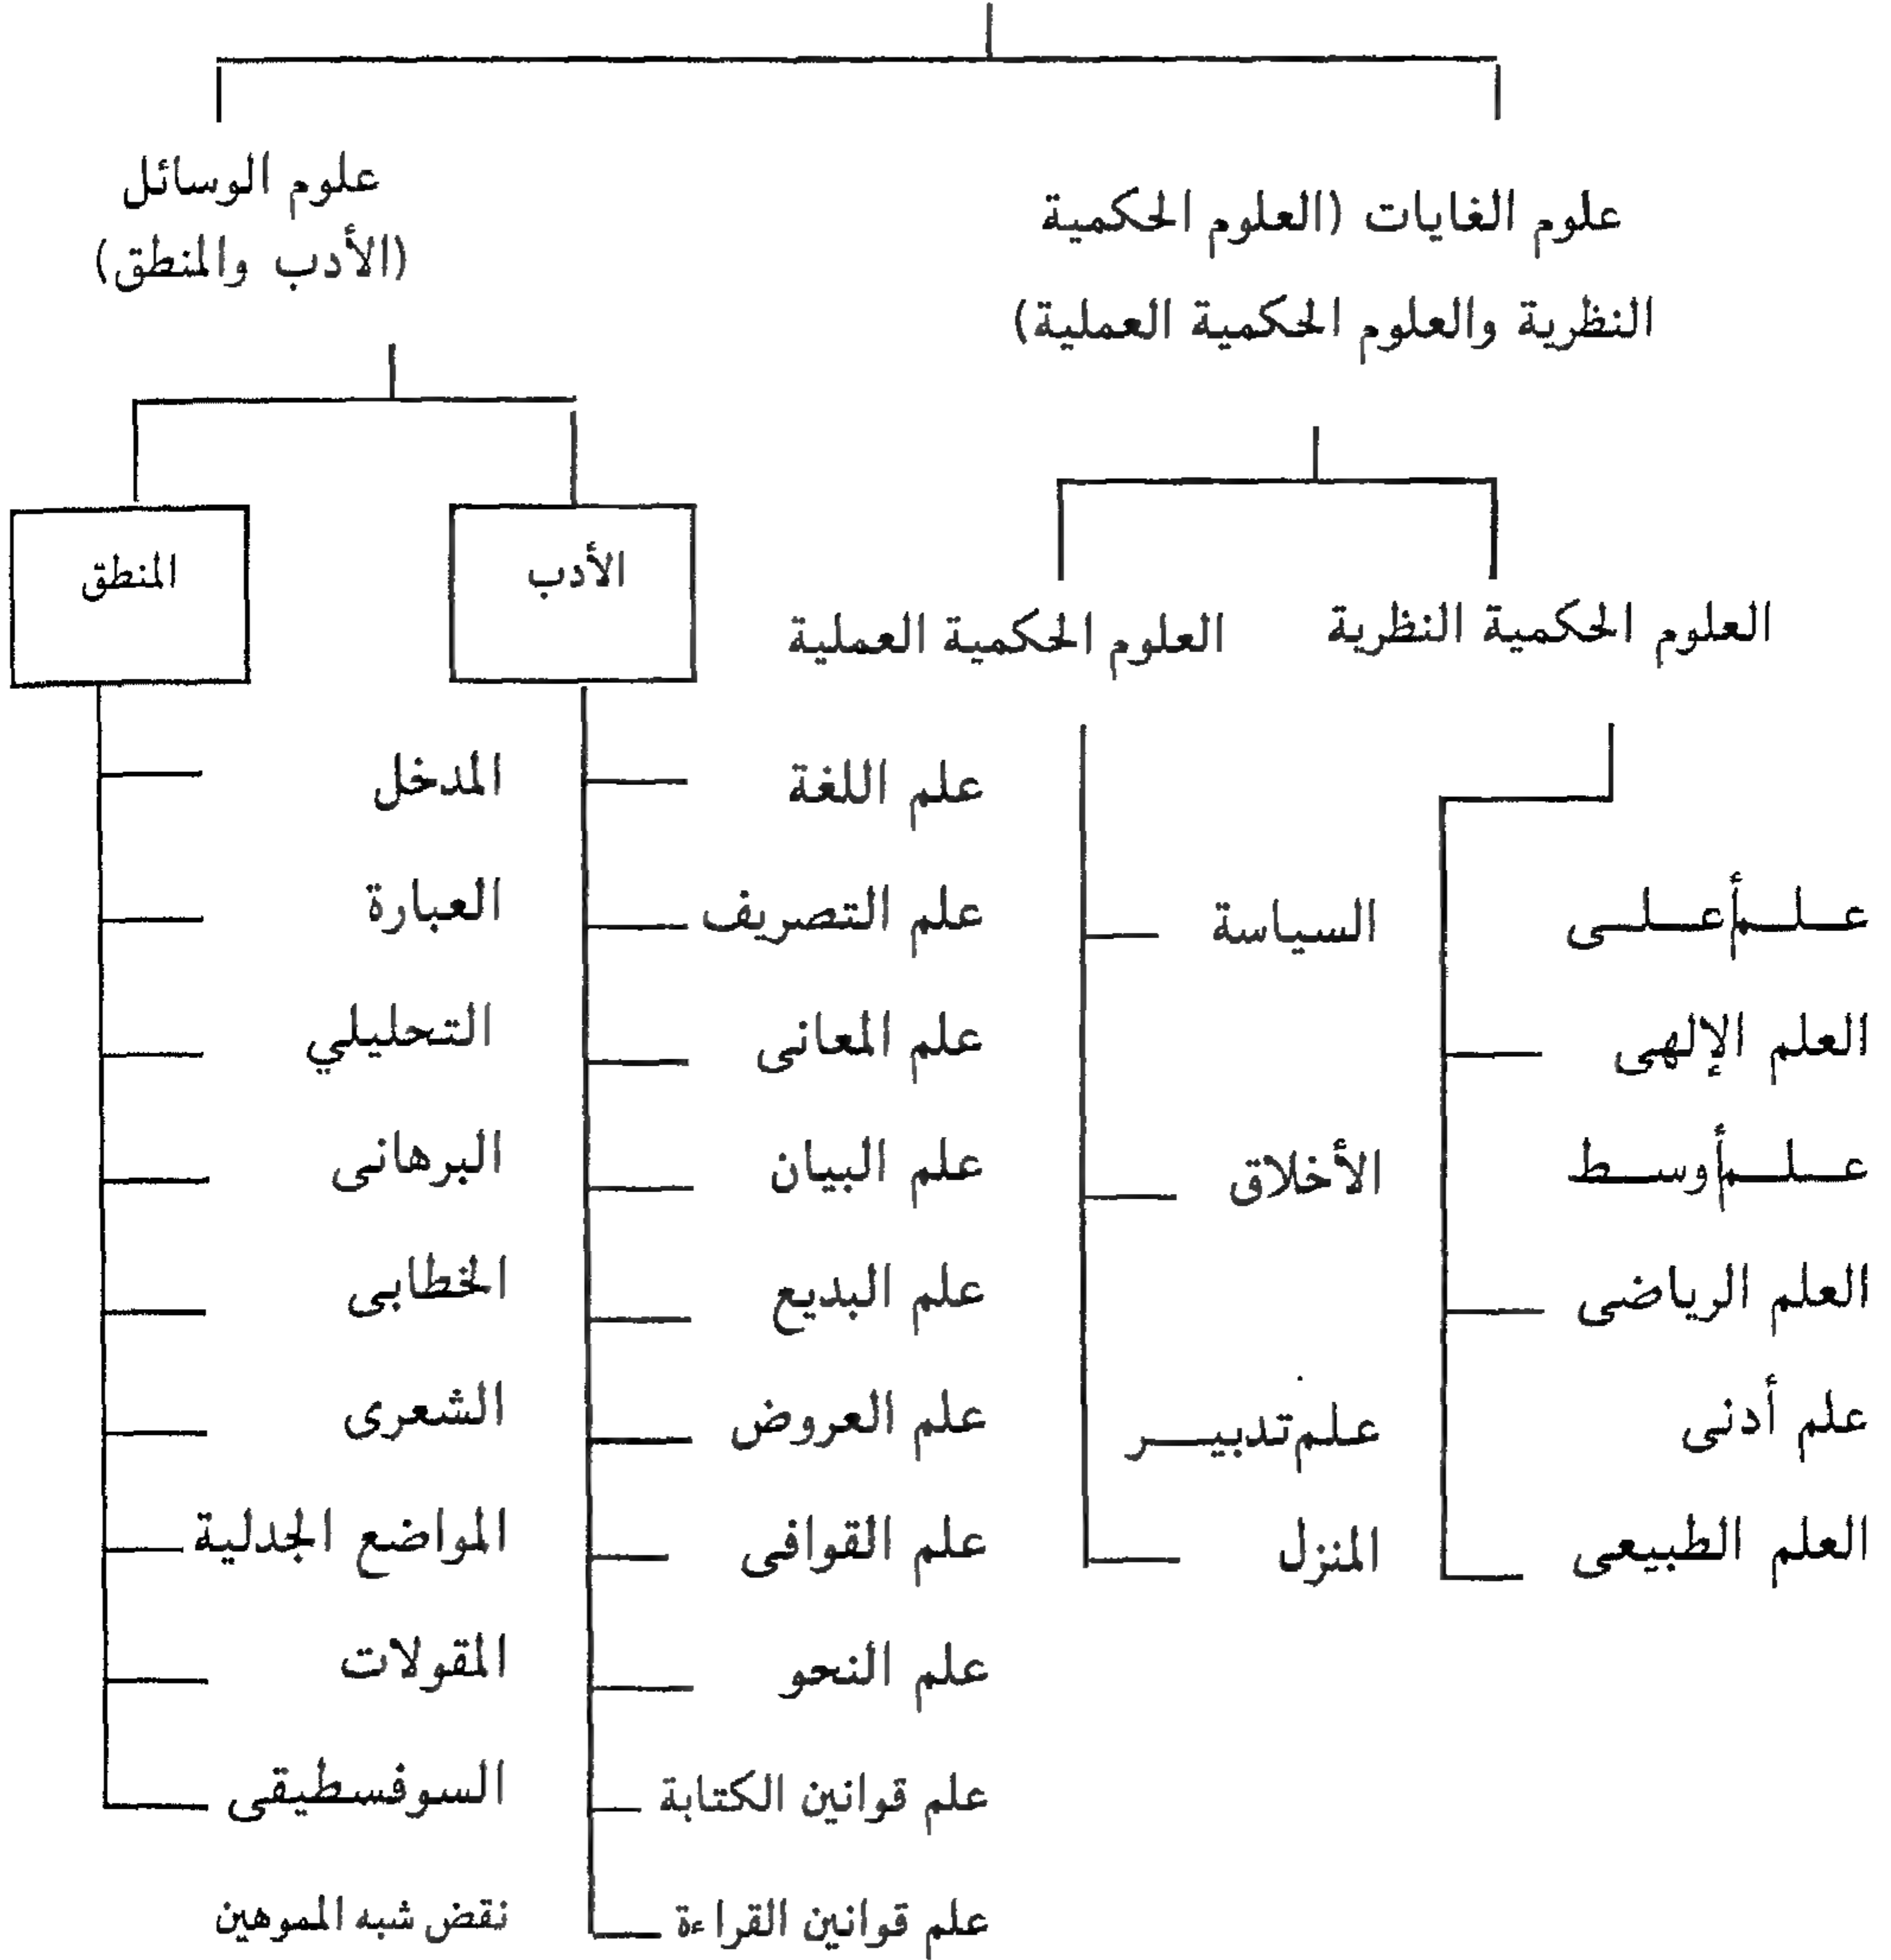 علوم الغايات (العلوم الحكمية
النظرية والعلوم الحكمية العملية)
علوم الوسائل
(الأدب والمنطق)
العلوم الحكمية النظرية
علم أعلى
العلم الإلهى
علم أوسط
العلم الرياضى
علم أدنى
العلم الطبيعى
العلوم الحكمية العملية
السياسة
الأخلاق
علم تدبير
المنزل
الأدب
علم اللغة
علم التصريف
علم المعانى
علم البيان
علم البديع
علم العروض
علم القوافى
علم النحو
علم قوانين الكتابة
علم قوانين القراءة
المنطق
المدخل
العبارة
التحليلي
البرهانى
الخطابى
الشعرى
المواضع الجدلية
المقولات
السوفسطيقى
نقض شبه المموهين